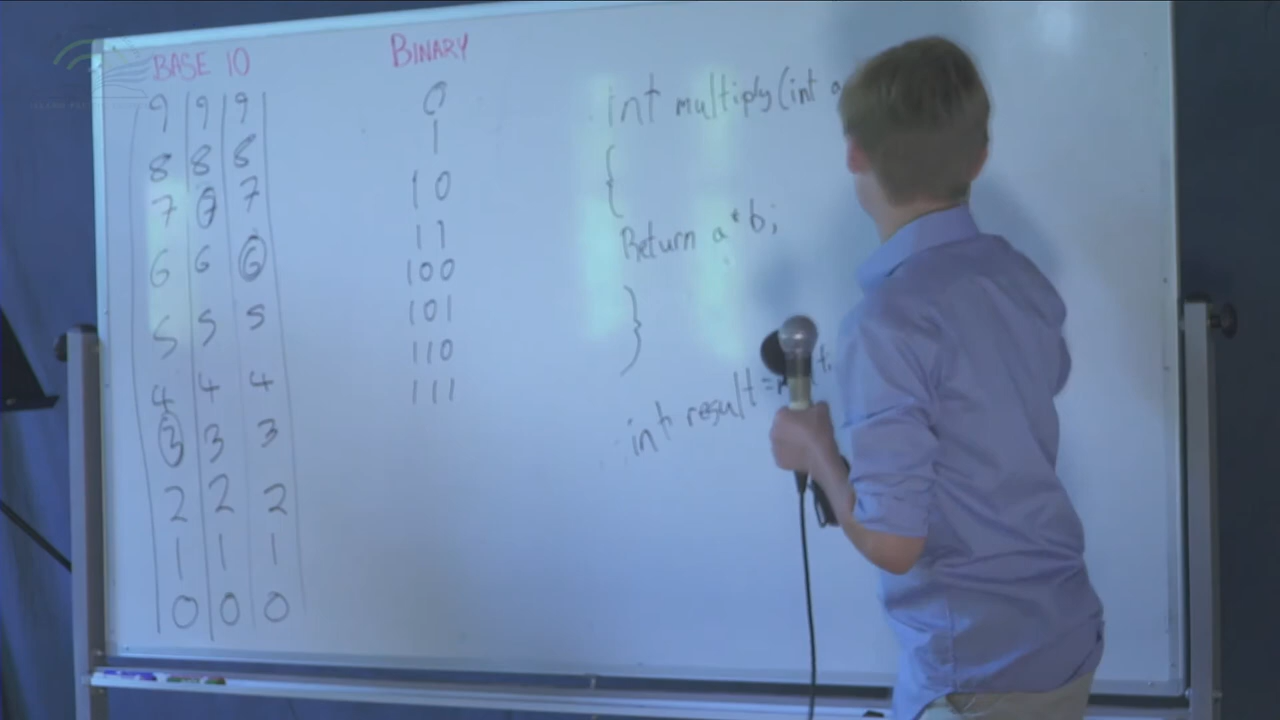 BASE 10
9 9 9
8 8 8
7 7 7
6 6 6
5 5 5
4 4 4
3 3 3
2 2 2
1 1 1
0 0 0
BINARY
0
1
10
11
100
101
110
111
int multiply(int a
{
Return a*b;
}
int result =